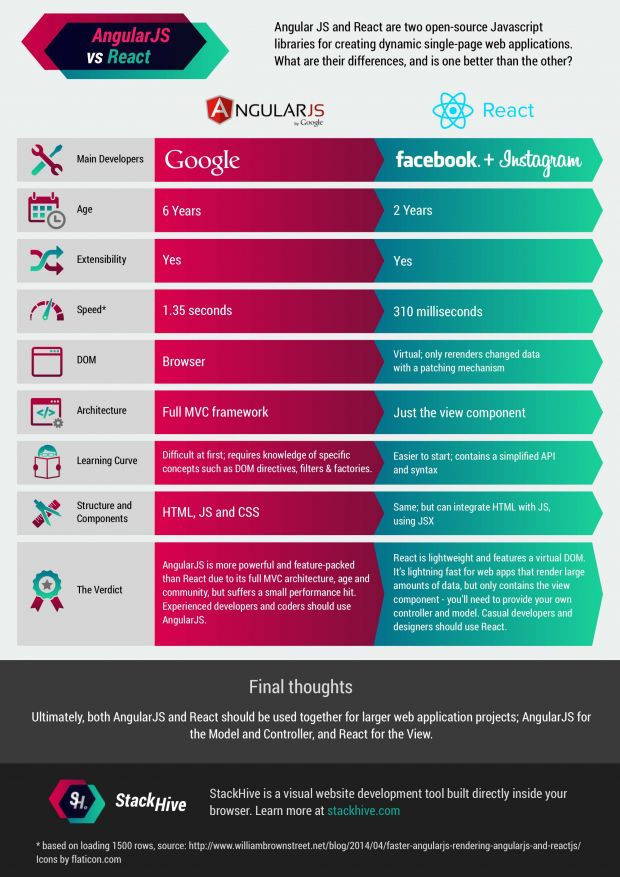 AngularJS
vs React
Angular JS and React are two open-source Javascript
libraries for creating dynamic single-page web applications.
What are their differences, and is one better than the other?
ANGULARJS
by Google
React
Main Developers
Google
facebook. + Instagram
Age
6 Years
2 Years
Extensibility
Yes
Yes
Speed*
1.35 seconds
310 milliseconds
DOM
Browser
Virtual; only rerenders changed data
with a patching mechanism
Architecture
Full MVC framework
Just the view component
Learning Curve
Difficult at first; requires knowledge of specific
concepts such as DOM directives, filters & factories.
Easier to start; contains a simplified API
and syntax
Structure and
Components
HTML, JS and CSS
Same; but can integrate HTML with JS,
using JSX
The Verdict
AngularJS is more powerful and feature-packed
than React due to its full MVC architecture, age and
community, but suffers a small performance hit.
Experienced developers and coders should use
AngularJS.
React is lightweight and features a virtual DOM.
It's lightning fast for web apps that render large
amounts of data, but only contains the view
component - you'll need to provide your own
controller and model. Casual developers and
designers should use React.
Final thoughts
Ultimately, both AngularJS and React should be used together for larger web application projects; AngularJS for
the Model and Controller, and React for the View.
SH
StackHive
StackHive is a visual website development tool built directly inside your
browser. Learn more at stackhive.com
* based on loading 1500 rows, source: http://www.williambrownstreet.net/blog/2014/04/faster-angularjs-rendering-angularjs-and-reactjs/
Icons by flaticon.com